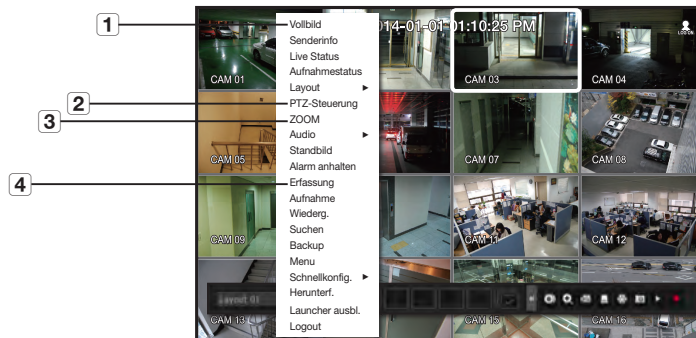 1
2
3
4
Vollbild
Senderinfo
Live Status
Aufnahmestatus
Layout
PTZ-Steuerung
ZOOM
Audio
Standbild
Alarm anhalten
Erfassung
Aufnahme
Wiederg.
Suchen
Backup
Menu
Schnellkonfig.
Herunterf.
Launcher ausbl.
Logout
014-01-01 01:10:25 PM
LOG ON
CAM 01
CAM 03
CAM 04
CAM 05
CAM 07
CAM 08
CAM 09
CAM 11
CAM 12
Layout 01
CAM 13
CAM 15
CAM 16